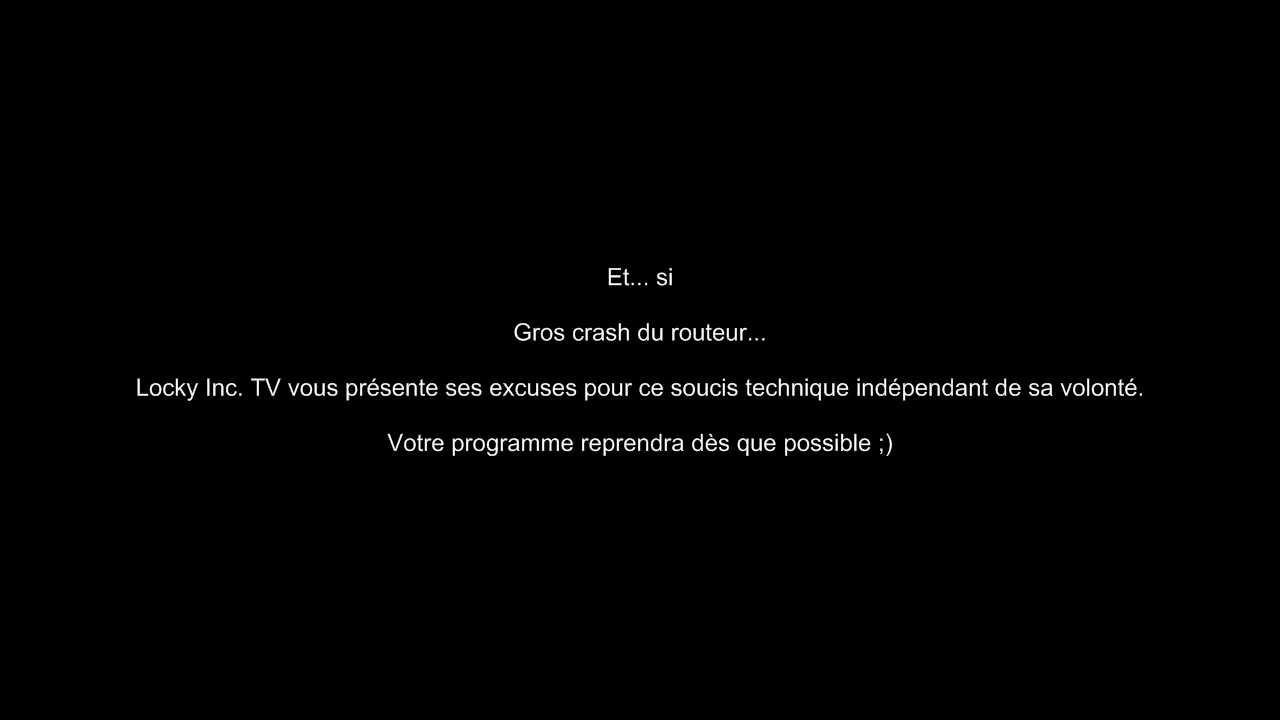 Et... si
Gros crash du routeur...
Locky Inc. TV vous présente ses excuses pour ce soucis technique indépendant de sa volonté.
Votre programme reprendra dès que possible ;)